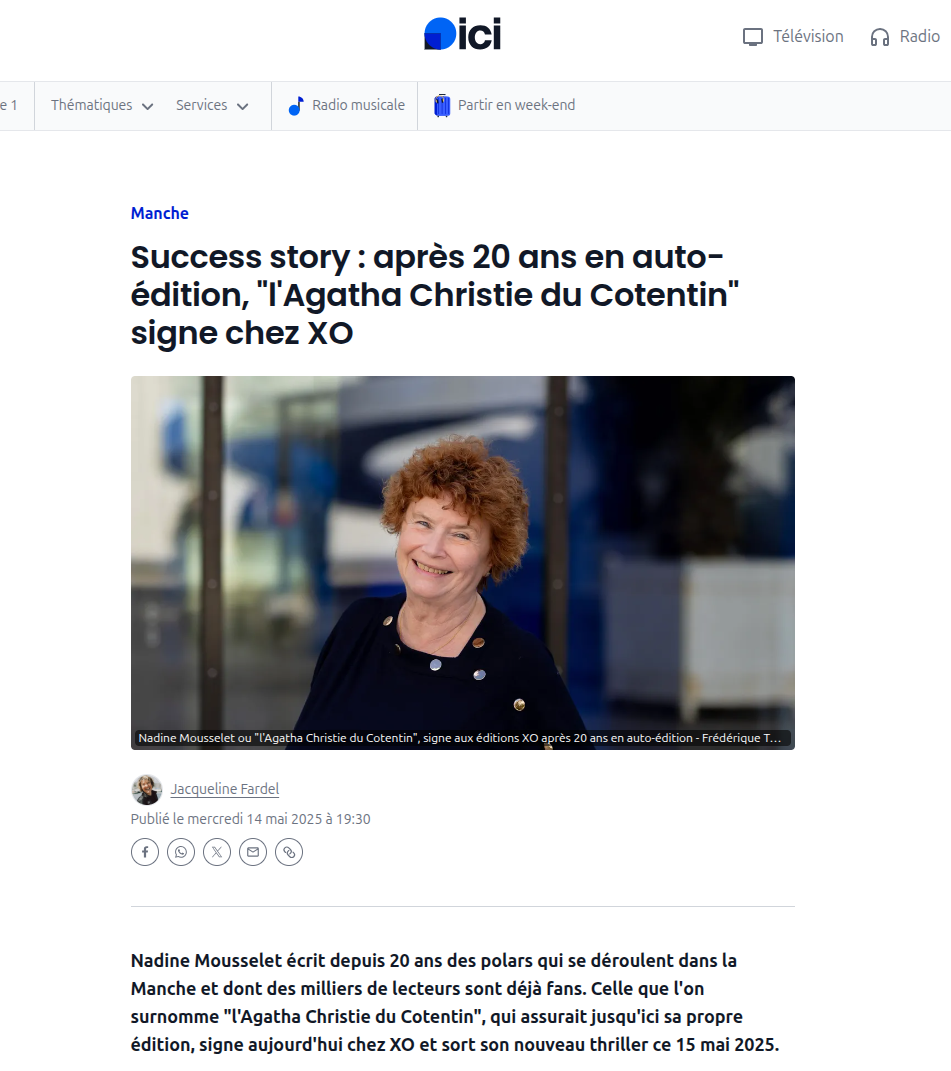 ici
Télévision
Radio
e 1
Thématiques
Services
Radio musicale
Partir en week-end
Manche
Success story : après 20 ans en auto-
édition, "l'Agatha Christie du Cotentin"
signe chez XO
Nadine Mousselet ou "l'Agatha Christie du Cotentin", signe aux éditions XO après 20 ans en auto-édition - Frédérique T...
Jacqueline Fardel
Publié le mercredi 14 mai 2025 à 19:30
Nadine Mousselet écrit depuis 20 ans des polars qui se déroulent dans la
Manche et dont des milliers de lecteurs sont déjà fans. Celle que l'on
surnomme "l'Agatha Christie du Cotentin", qui assurait jusqu'ici sa propre
édition, signe aujourd'hui chez XO et sort son nouveau thriller ce 15 mai 2025.